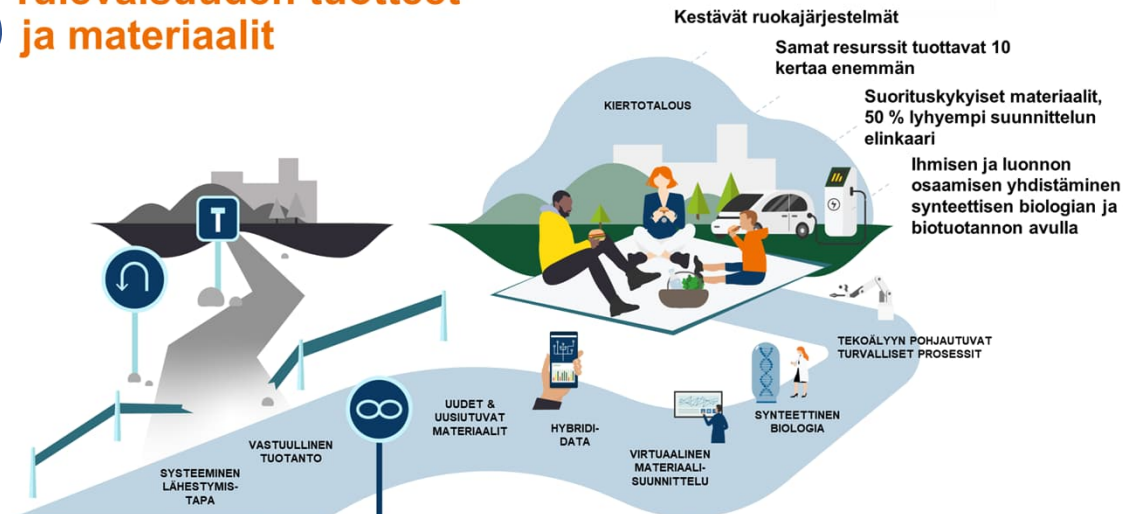 Tulevaisuuden tuotteet
ja materiaalit
Kestävät ruokajärjestelmät
Samat resurssit tuottavat 10
kertaa enemmän
Suorituskykyiset materiaalit,
50 % lyhyempi suunnittelun
elinkaari
Ihmisen ja luonnon
osaamisen yhdistäminen
synteettisen biologian ja
biotuotannon avulla
KIERTOTALOUS
T
TEKOÄLYYN POHJAUTUVAT
TURVALLISET PROSESSIT
SYNTEETTINEN
BIOLOGIA
VIRTUAALINEN
MATERIAALI-
SUUNNITTELU
HYBRIDI-
DATA
UUDET &
UUSIUTUVAT
MATERIAALIT
VASTUULLINEN
TUOTANTO
SYSTEEMINEN
LÄHESTYMIS-
TAPA